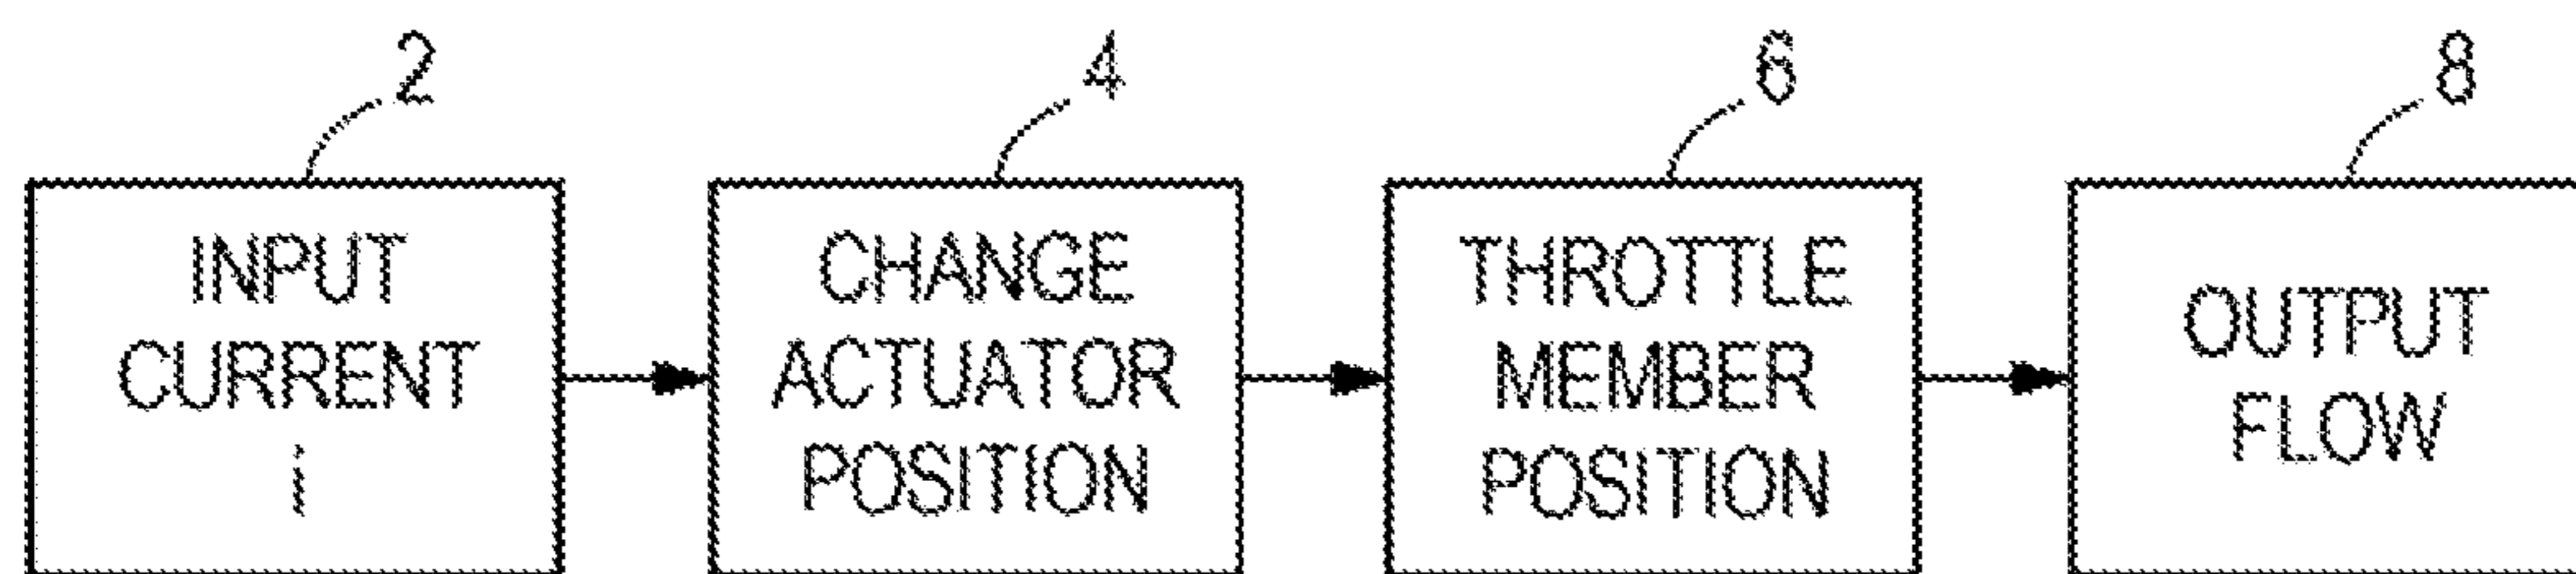 2
4
6
8
INPUT
CURRENT
i
CHANGE
ACTUATOR
POSITION
THROTTLE
MEMBER
POSITION
OUTPUT
FLOW